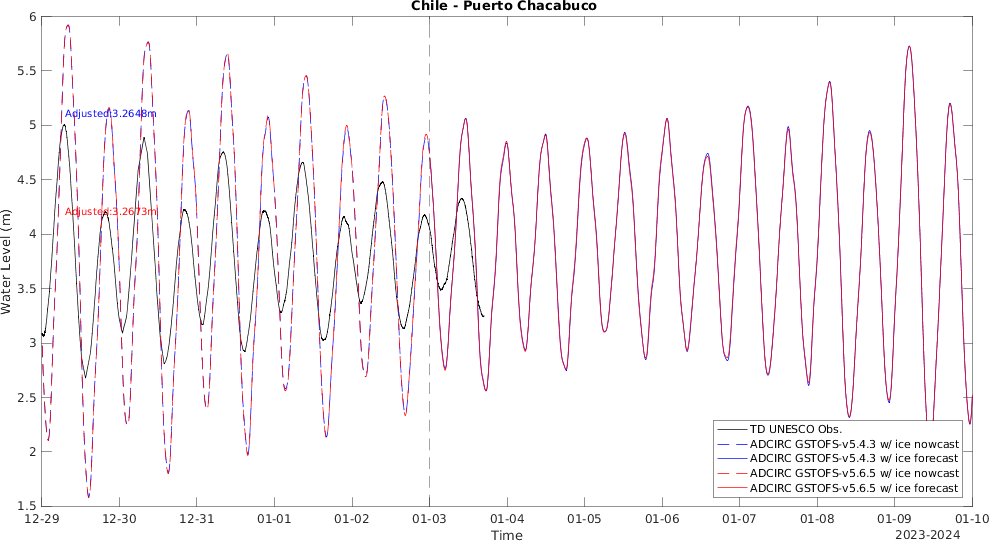 Chile - Puerto Chacabuco
6
5.5
5
4.5
4
3.5
3
2.5
2
1.5
Water Level (m)
Adjusted:3.2648m
Adjusted:3.2673m
TD UNESCO Obs.
ADCIRC GSTOFS-v5.4.3 w/ ice nowcast
ADCIRC GSTOFS-v5.4.3 w/ ice forecast
ADCIRC GSTOFS-v5.6.5 w/ ice nowcast
ADCIRC GSTOFS-v5.6.5 w/ ice forecast
12-29 12-30 12-31 01-01 01-02 01-03 01-04 01-05 01-06 01-07 01-08 01-09 01-10
Time
2023-2024